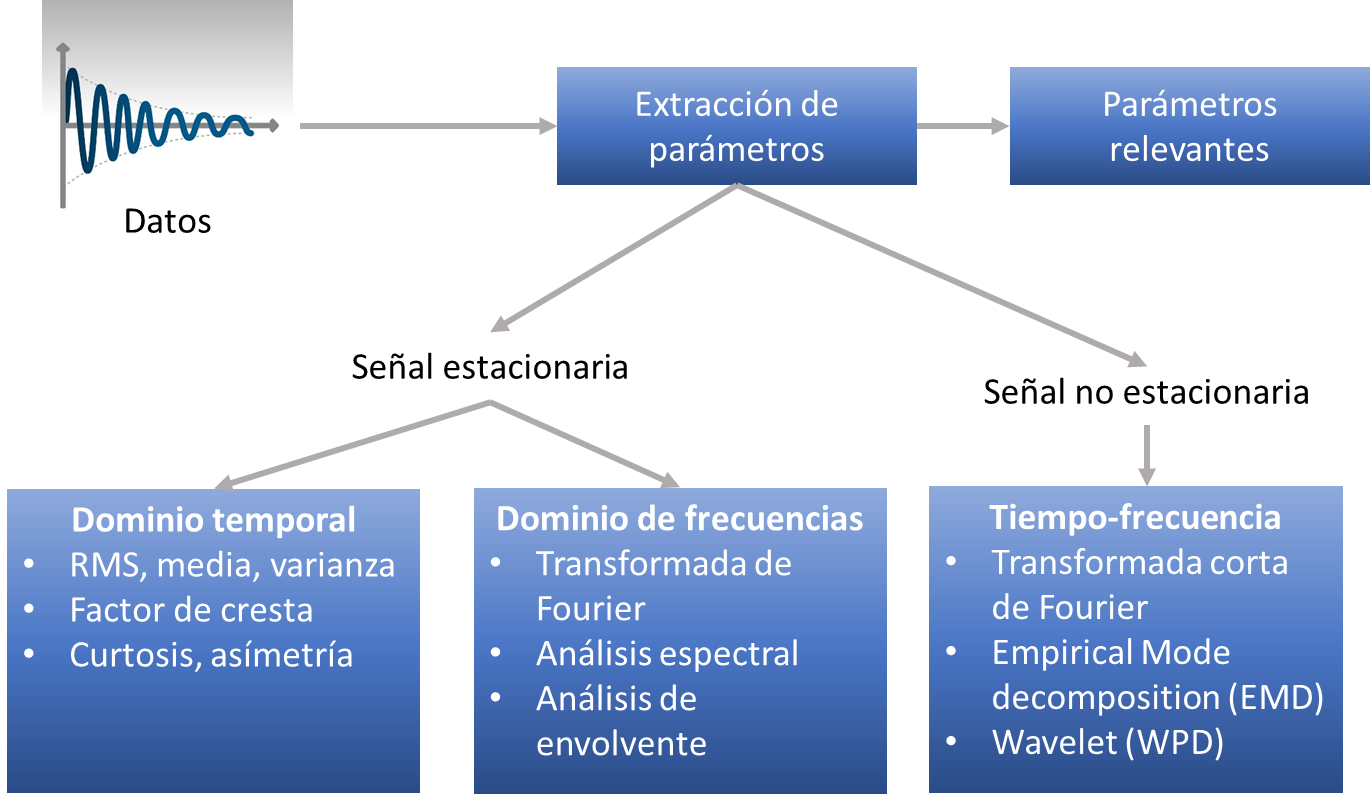 Extracción de
parámetros
Parámetros
relevantes
Datos
Señal estacionaria
Señal no estacionaria
Dominio temporal
• RMS, media, varianza
• Factor de cresta
• Curtosis, asímetría
Dominio de frecuencias
• Transformada de
Fourier
• Análisis espectral
• Análisis de
envolvente
Tiempo-frecuencia
• Transformada corta
de Fourier
• Empirical Mode
decomposition (EMD)
• Wavelet (WPD)